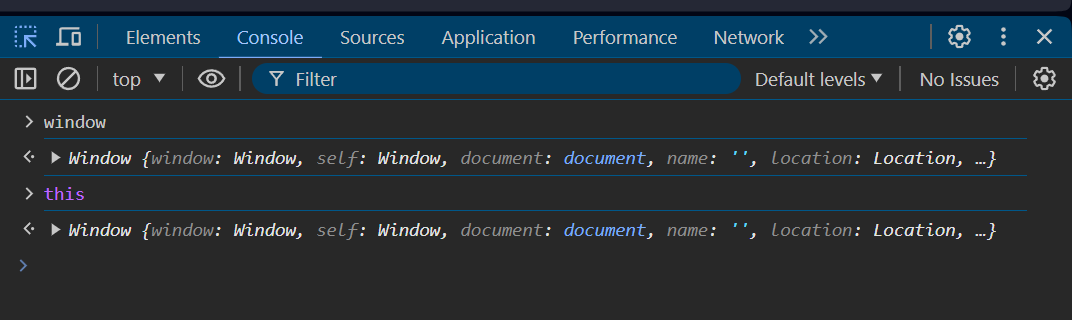 Elements Console Sources Application Performance Network
top Filter Default levels No Issues
window
Window {window: Window, self: Window, document: document, name: '', location: Location, …}
this
Window {window: Window, self: Window, document: document, name: '', location: Location, …}